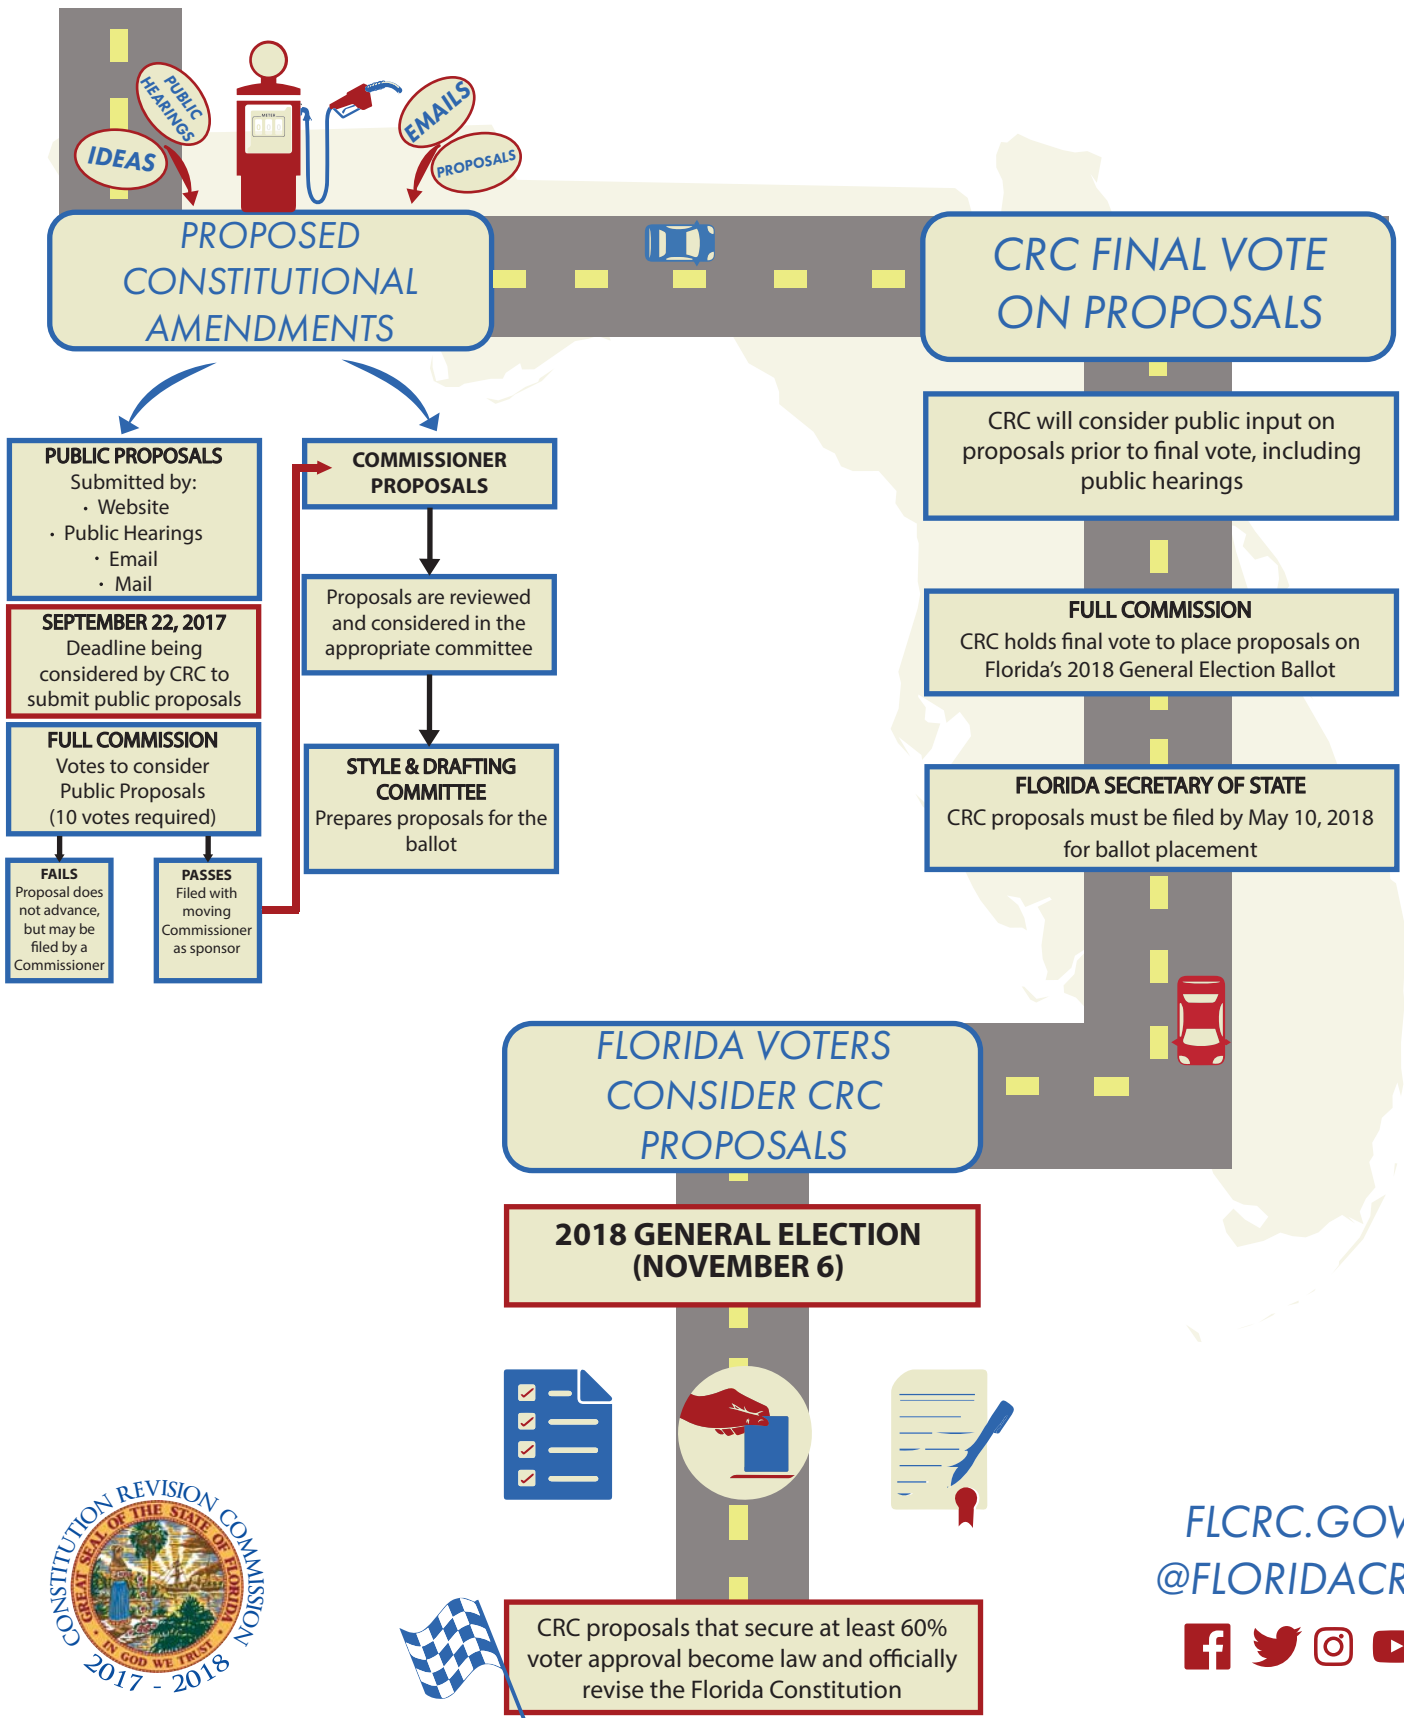 PUBLIC
HEARINGS
IDEAS
METER
EMAILS
PROPOSALS
PROPOSED
CONSTITUTIONAL
AMENDMENTS
PUBLIC PROPOSALS
Submitted by:
· Website
· Public Hearings
· Email
· Mail
SEPTEMBER 22, 2017
Deadline being
considered by CRC to
submit public proposals
FULL COMMISSION
Votes to consider
Public Proposals
(10 votes required)
FAILS
Proposal does
not advance,
but may be
filed by a
Commissioner
PASSES
Filed with
moving
Commissioner
as sponsor
COMMISSIONER
PROPOSALS
Proposals are reviewed
and considered in the
appropriate committee
STYLE & DRAFTING
COMMITTEE
Prepares proposals for the
ballot
CRC FINAL VOTE
ON PROPOSALS
CRC will consider public input on
proposals prior to final vote, including
public hearings
FULL COMMISSION
CRC holds final vote to place proposals on
Florida's 2018 General Election Ballot
FLORIDA SECRETARY OF STATE
CRC proposals must be filed by May 10, 2018
for ballot placement
FLORIDA VOTERS
CONSIDER CRC
PROPOSALS
2018 GENERAL ELECTION
(NOVEMBER 6)
CRC proposals that secure at least 60%
voter approval become law and officially
revise the Florida Constitution
CONSTITUTION REVISION COMMISSION
GREAT SEAL OF THE STATE OF FLORIDA
IN GOD WE TRUST
2017 - 2018
FLCRC.GOV
@FLORIDACR